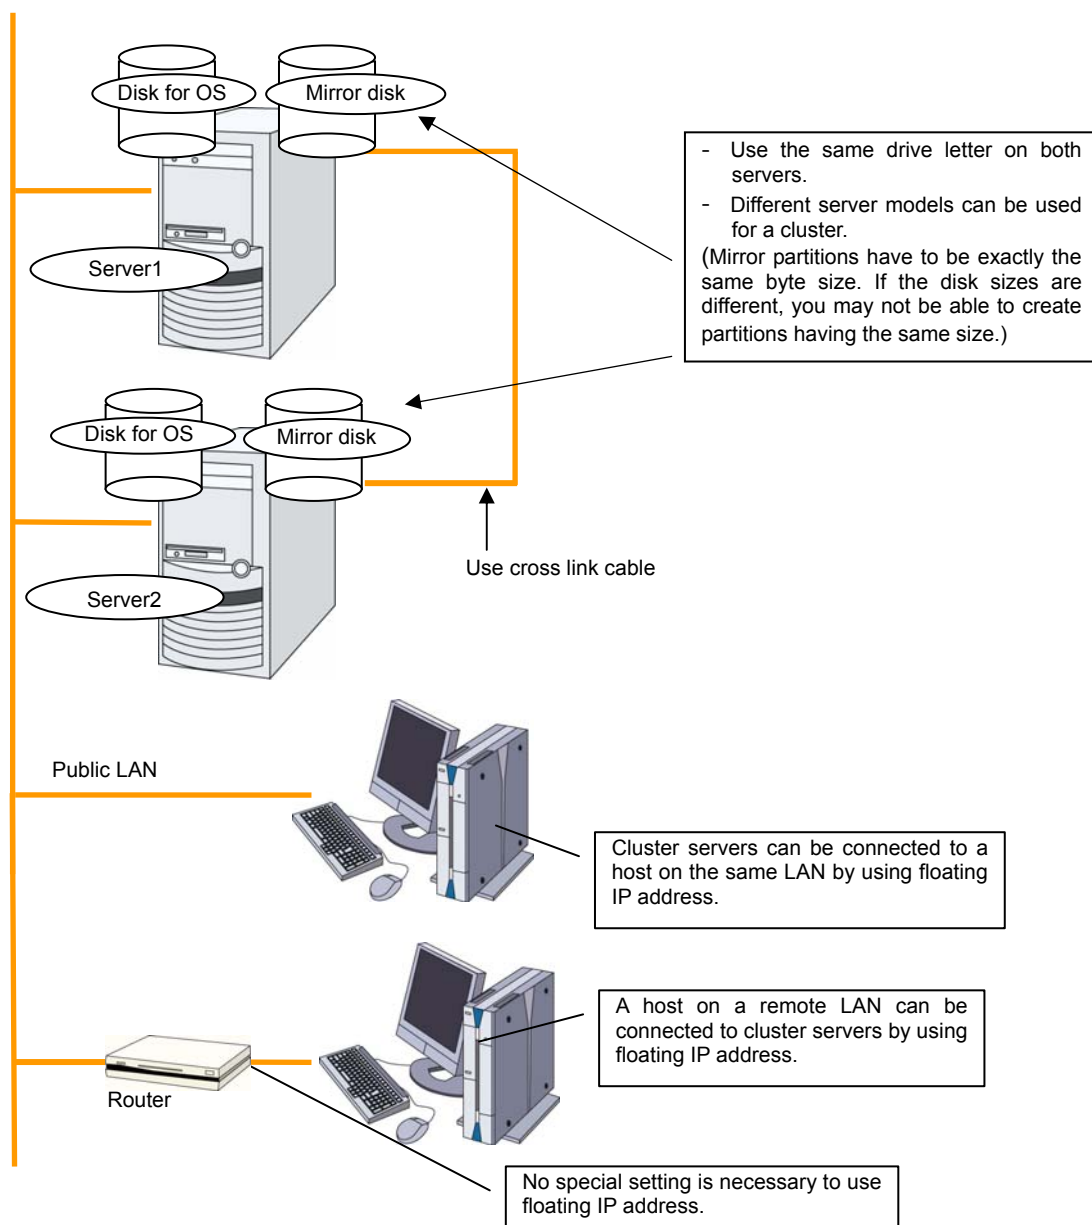 Disk for OS
Mirror disk
- Use the same drive letter on both
servers.
- Different server models can be used
for a cluster.
(Mirror partitions have to be exactly the
same byte size. If the disk sizes are
different, you may not be able to create
partitions having the same size.)
Server1
Disk for OS
Mirror disk
Use cross link cable
Server2
Public LAN
Cluster servers can be connected to a
host on the same LAN by using floating
IP address.
A host on a remote LAN can be
connected to cluster servers by using
floating IP address.
Router
No special setting is necessary to use
floating IP address.